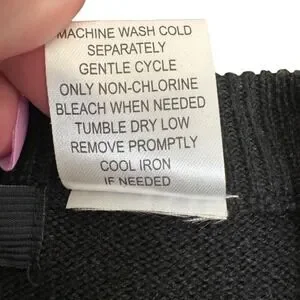 MACHINE WASH COLD
SEPARATELY
GENTLE CYCLE
ONLY NON-CHLORINE
BLEACH WHEN NEEDED
TUMBLE DRY LOW
REMOVE PROMPTLY
COOL IRON
IF NEEDED